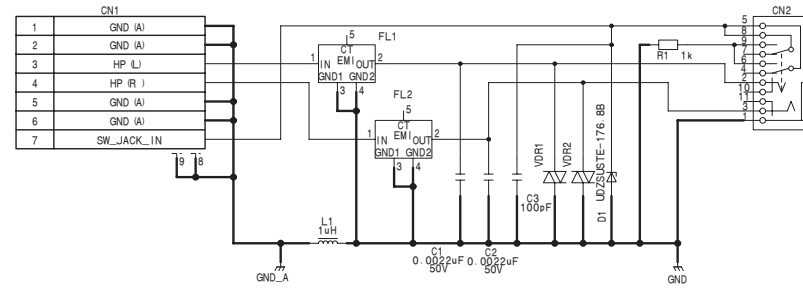 CN1
1 GND (A)
2 GND (A)
3 HP (L)
4 HP (R )
5 GND (A)
6 GND (A)
7 SW_JACK_IN
9 8
FL1
5
CT
EMI
1 IN OUT 2
GND1 GND2
3 4
FL2
5
CT
EMI
1 IN OUT 2
GND1 GND2
3 4
L1
1uH
GND_A
C1
0.0022uF
50V
C2
0.0022uF
50V
C3
100pF
VDR1
VDR2
D1 UDZSUSTE-176.8B
R1 1k
GND
CN2
5
8
9
7
6
4
2
10
11
3
1